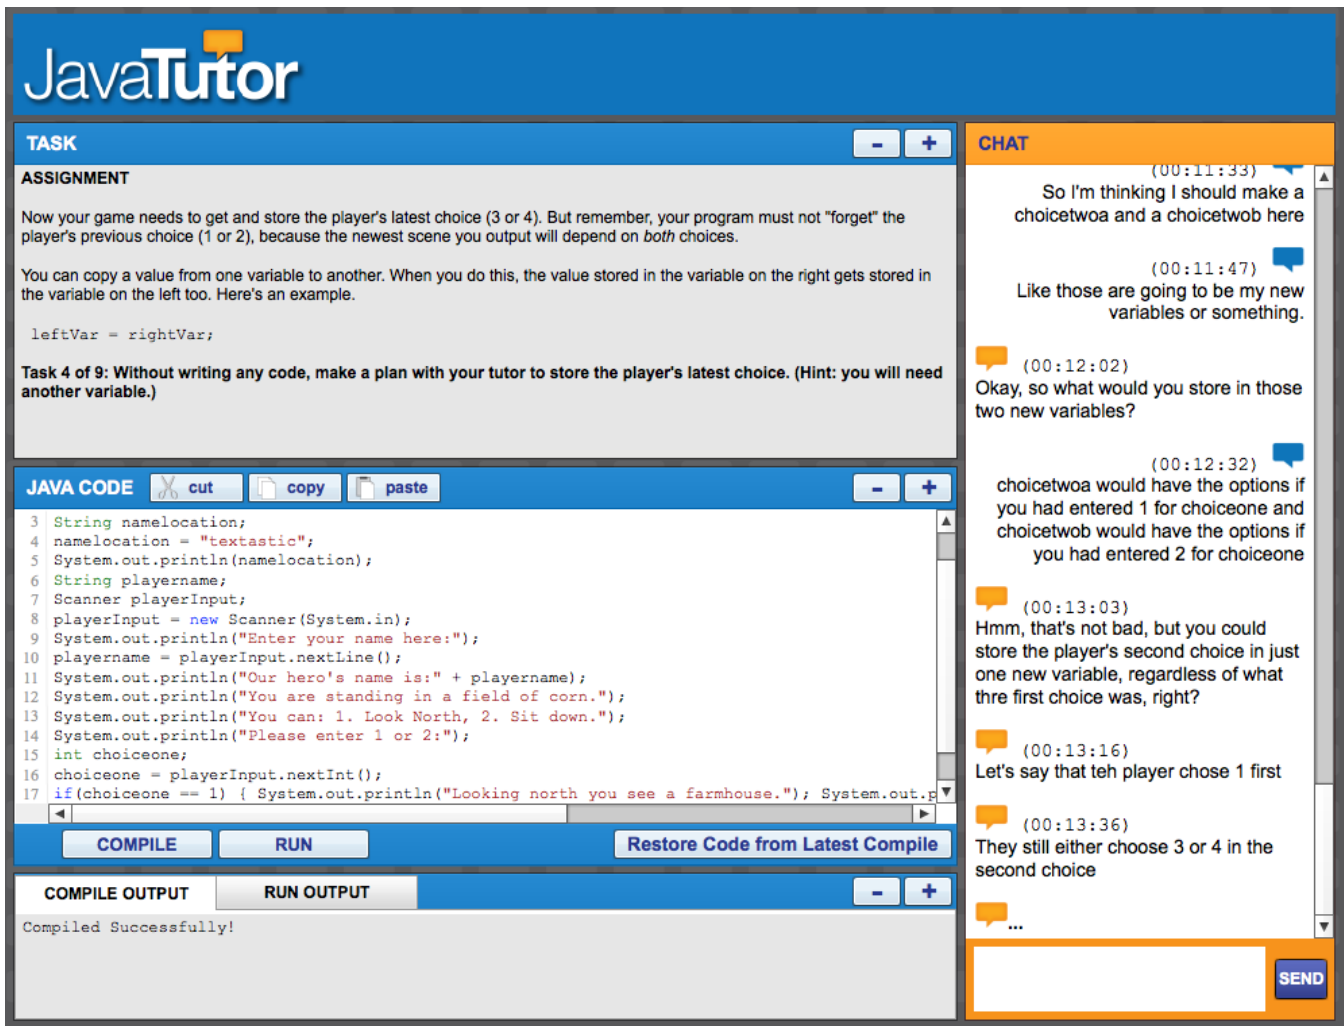 JavaTutor
TASK
- +
ASSIGNMENT
Now your game needs to get and store the player's latest choice (3 or 4). But remember, your program must not "forget" the
player's previous choice (1 or 2), because the newest scene you output will depend on both choices.
You can copy a value from one variable to another. When you do this, the value stored in the variable on the right gets stored in
the variable on the left too. Here's an example.
leftVar = rightVar;
Task 4 of 9: Without writing any code, make a plan with your tutor to store the player's latest choice. (Hint: you will need
another variable.)
JAVA CODE cut copy paste - +
3 String namelocation;
4 namelocation = "textastic";
5 System.out.println(namelocation);
6 String playername;
7 Scanner playerInput;
8 playerInput = new Scanner(System.in);
9 System.out.println("Enter your name here:");
10 playername = playerInput.nextLine();
11 System.out.println("Our hero's name is:" + playername);
12 System.out.println("You are standing in a field of corn.");
13 System.out.println("You can: 1. Look North, 2. Sit down.");
14 System.out.println("Please enter 1 or 2:");
15 int choiceone;
16 choiceone = playerInput.nextInt();
17 if(choiceone == 1) { System.out.println("Looking north you see a farmhouse."); System.out.p
COMPILE RUN Restore Code from Latest Compile
COMPILE OUTPUT RUN OUTPUT - +
Compiled Successfully!
CHAT
(00:11:33)
So I'm thinking I should make a
choicetwoa and a choicetwob here
(00:11:47)
Like those are going to be my new
variables or something.
(00:12:02)
Okay, so what would you store in those
two new variables?
(00:12:32)
choicetwoa would have the options if
you had entered 1 for choiceone and
choicetwob would have the options if
you had entered 2 for choiceone
(00:13:03)
Hmm, that's not bad, but you could
store the player's second choice in just
one new variable, regardless of what
thre first choice was, right?
(00:13:16)
Let's say that teh player chose 1 first
(00:13:36)
They still either choose 3 or 4 in the
second choice
...
SEND